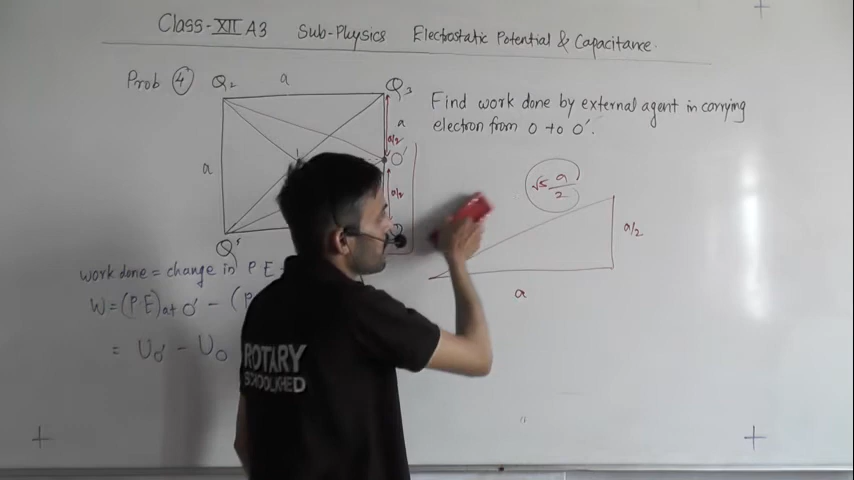 Class-XII A3 Sub-Physics Electrostatic Potential & Capacitance.
Prob 4
Q2 a Q3
a
a/2
O'
a/2
a
Find work done by external agent in carrying
electron from O to O'.
√5 a/2
a/2
a
work done = change in P E
W = (P.E)at O' - (P
= UO' - UO
ROTARY